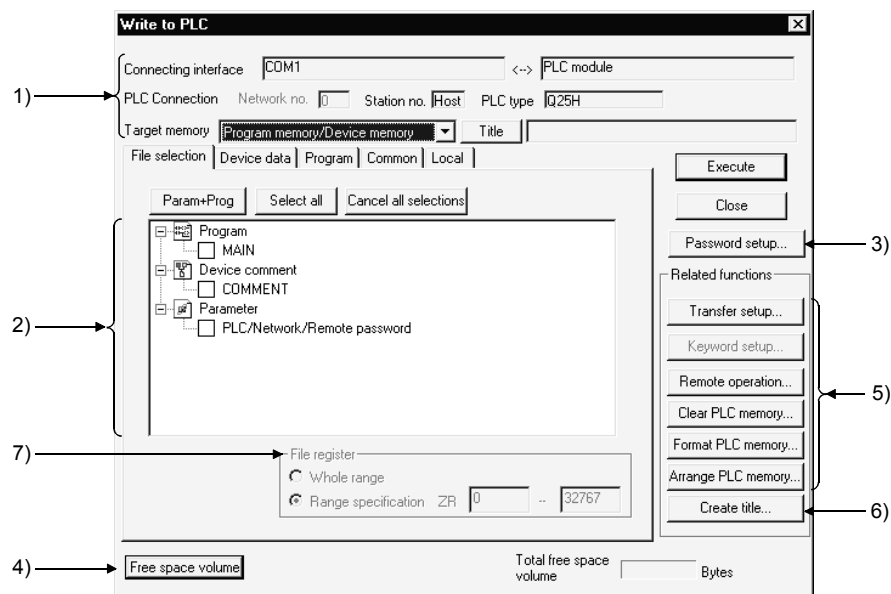 Write to PLC
1)
Connecting interface COM1 <--> PLC module
PLC Connection Network no. 0 Station no. Host PLC type Q25H
Target memory Program memory/Device memory Title
File selection Device data Program Common Local
Execute
Param+Prog Select all Cancel all selections
Close
2)
Program
MAIN
Device comment
COMMENT
Parameter
PLC/Network/Remote password
Password setup... 3)
Related functions
Transfer setup...
Keyword setup...
Remote operation...
5)
Clear PLC memory...
Format PLC memory...
Arrange PLC memory...
Create title... 6)
7) File register
Whole range
Range specification ZR 0 -- 32767
4) Free space volume
Total free space
volume Bytes